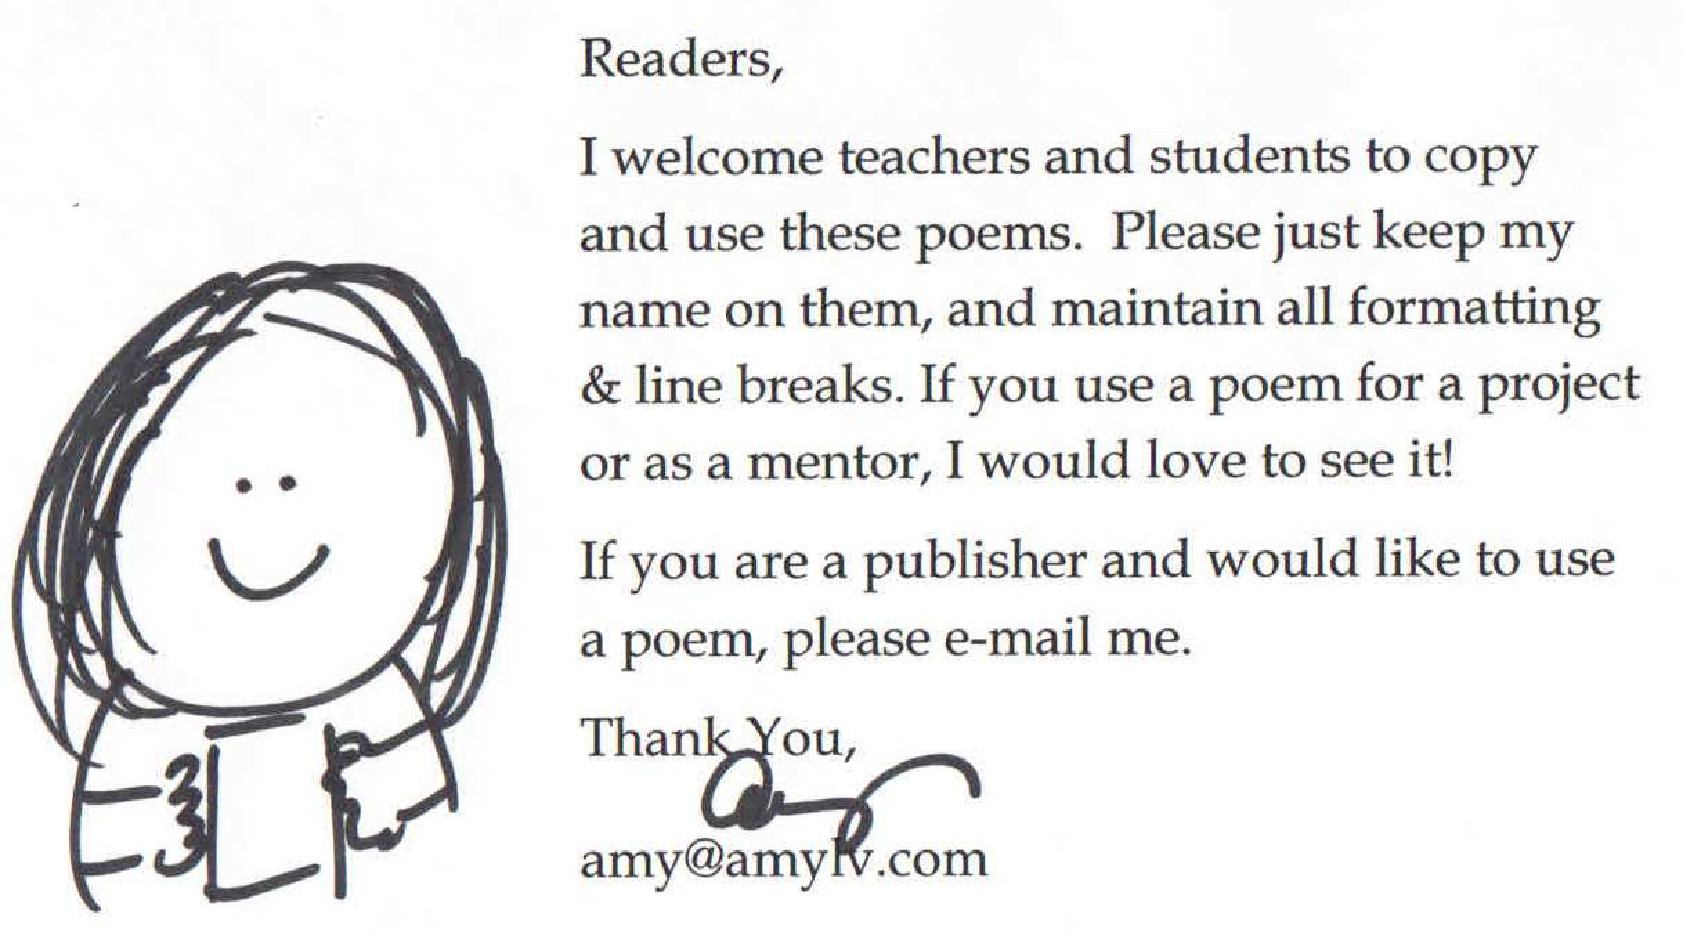 Readers,
I welcome teachers and students to copy
and use these poems.  Please just keep my
name on them, and maintain all formatting
& line breaks. If you use a poem for a project
or as a mentor, I would love to see it!
If you are a publisher and would like to use
a poem, please e-mail me.
Thank You,
amy
amy@amylv.com